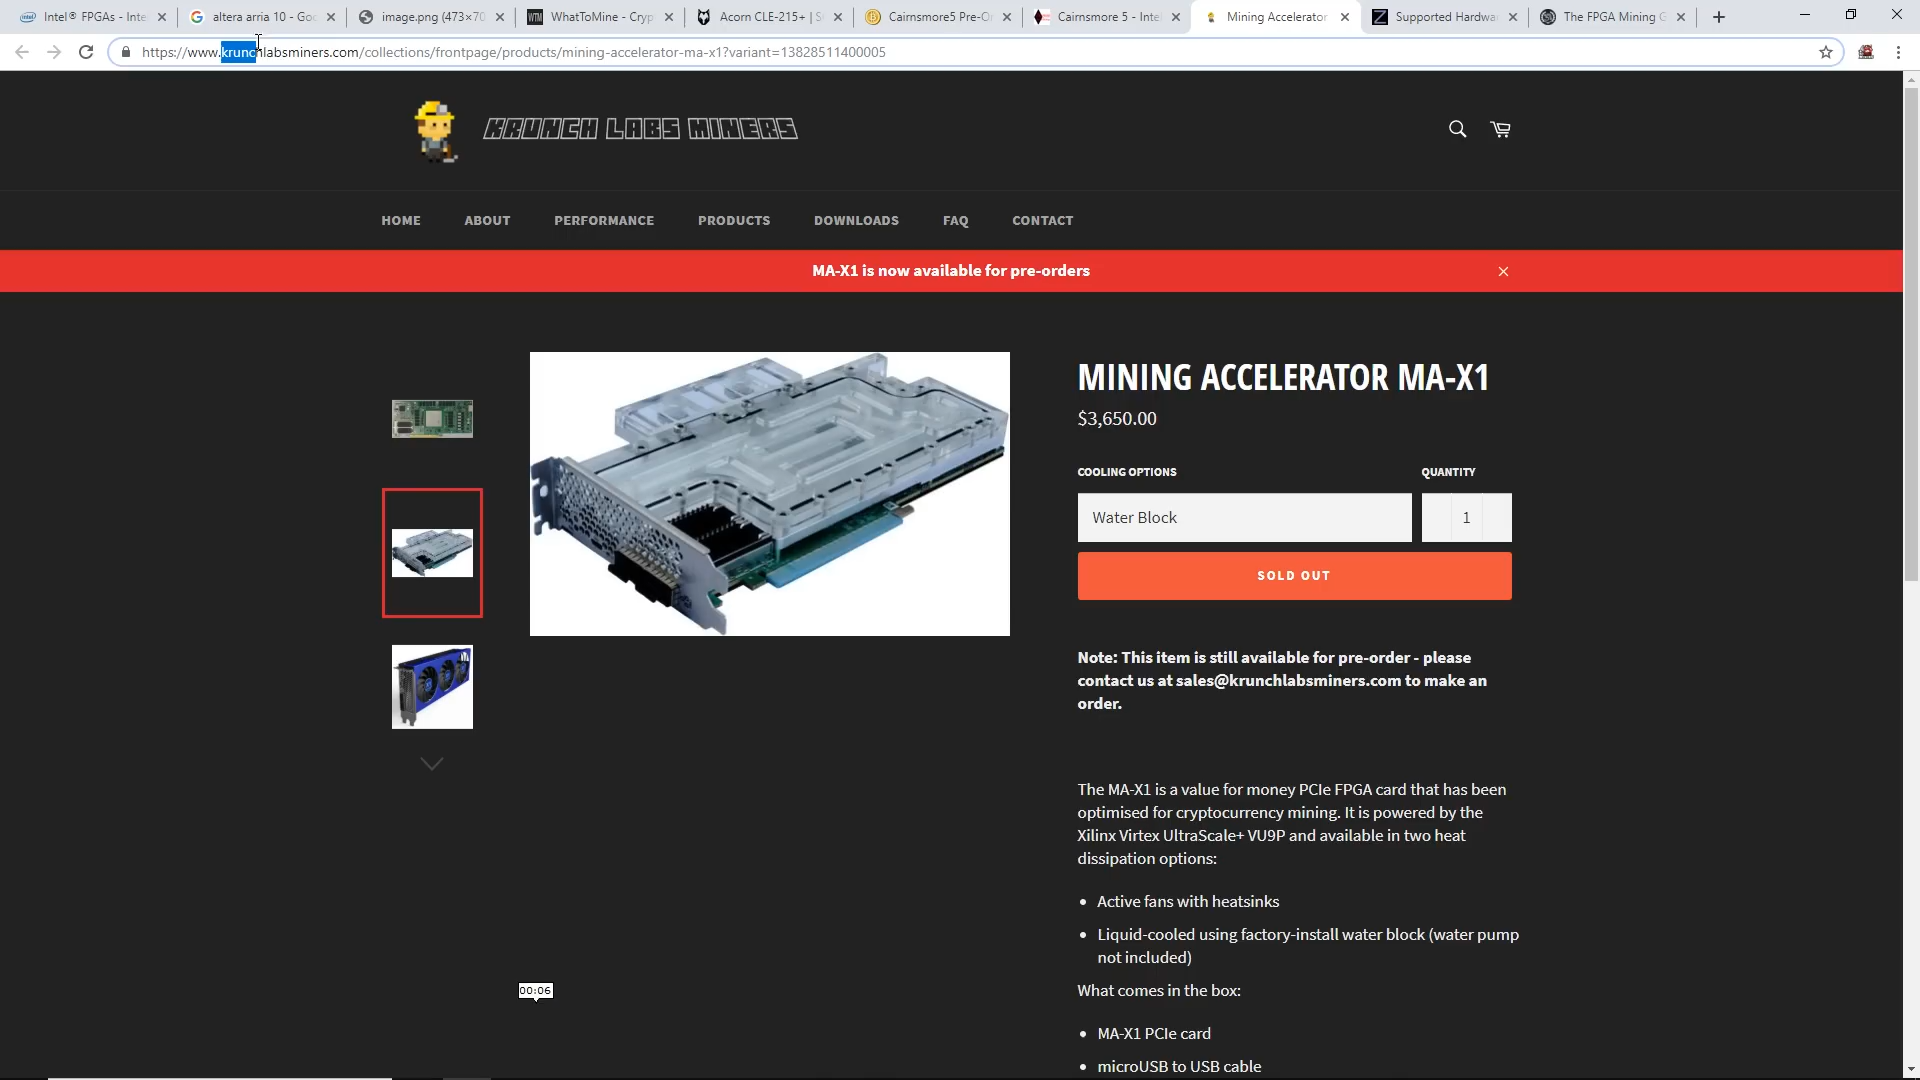 Intel® FPGAs - Inte
altera arria 10 - Goo
image.png (473×70
WhatToMine - Cryp
Acorn CLE-215+ | S
Cairnsmore5 Pre-O
Cairnsmore 5 - Inte
Mining Accelerator
Supported Hardwa
The FPGA Mining G
https://www.krunchlabsminers.com/collections/frontpage/products/mining-accelerator-ma-x1?variant=13828511400005
KRUNCH LABS MINERS
HOME ABOUT PERFORMANCE PRODUCTS DOWNLOADS FAQ CONTACT
MA-X1 is now available for pre-orders
MINING ACCELERATOR MA-X1
$3,650.00
COOLING OPTIONS QUANTITY
Water Block 1
SOLD OUT
Note: This item is still available for pre-order - please
contact us at sales@krunchlabsminers.com to make an
order.
The MA-X1 is a value for money PCIe FPGA card that has been
optimised for cryptocurrency mining. It is powered by the
Xilinx Virtex UltraScale+ VU9P and available in two heat
dissipation options:
Active fans with heatsinks
Liquid-cooled using factory-install water block (water pump
not included)
What comes in the box:
MA-X1 PCIe card
microUSB to USB cable
00:06